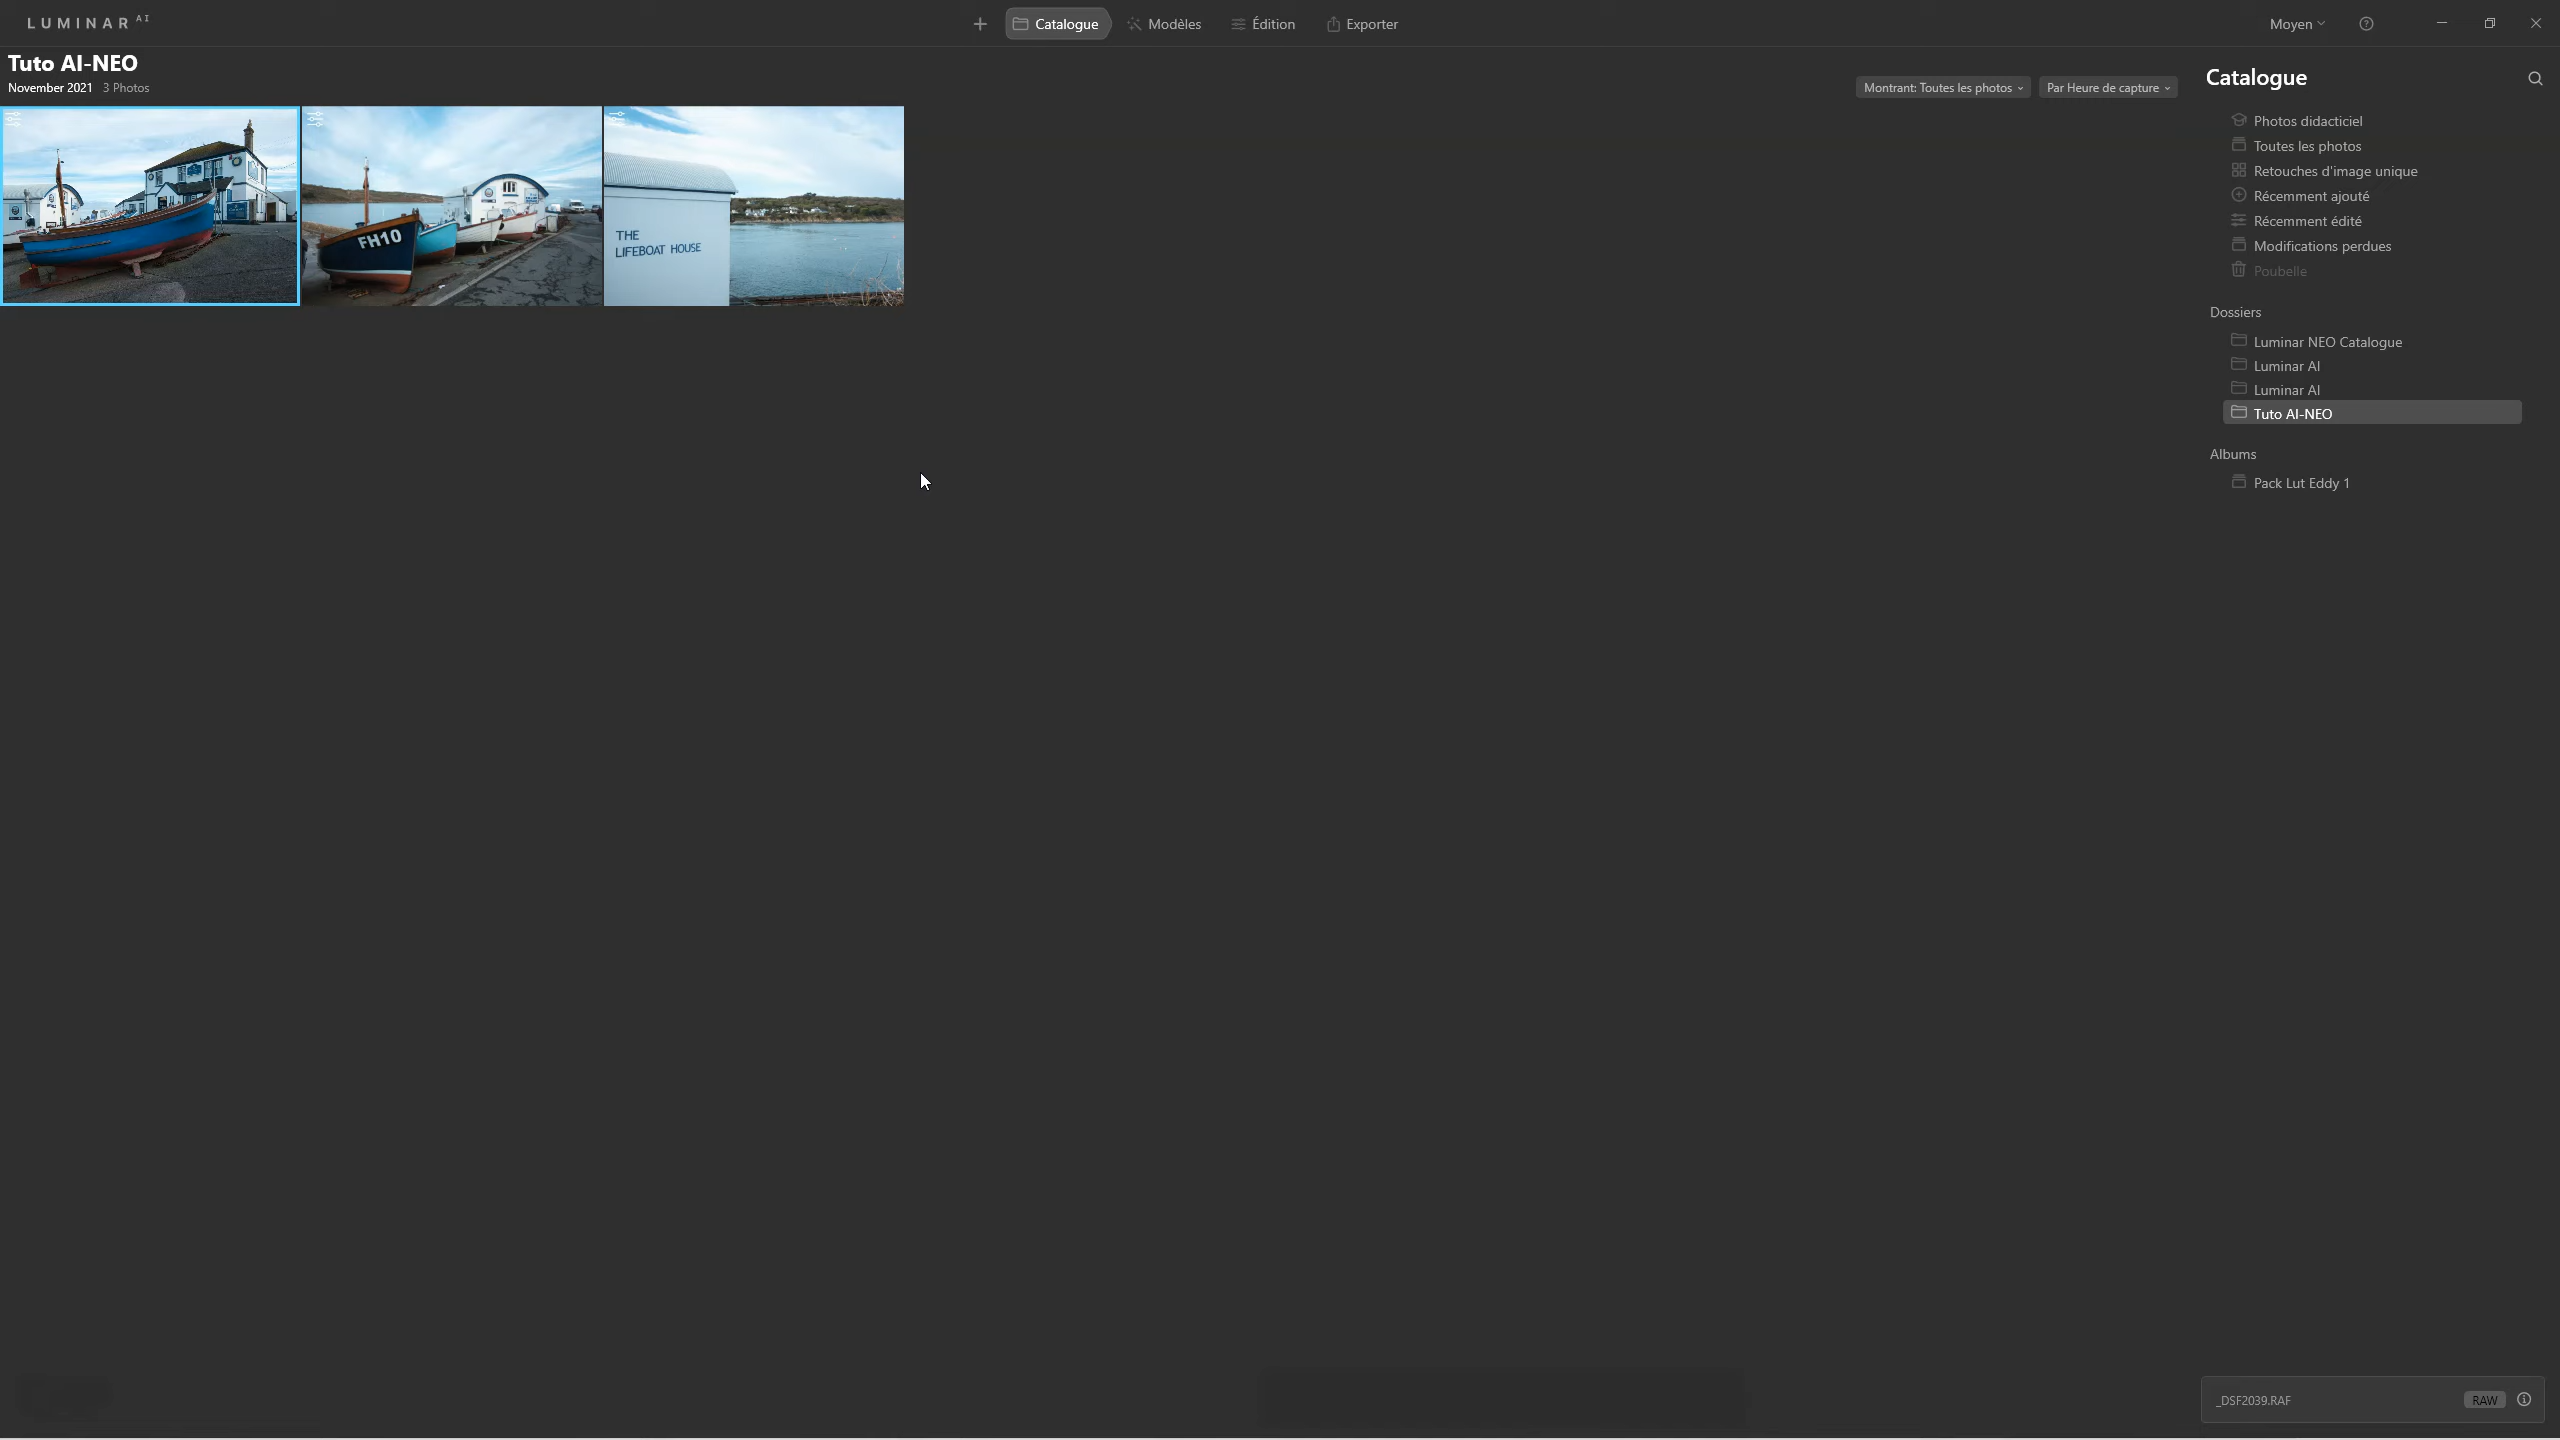 LUMINAR AI
Catalogue
Modèles
Édition
Exporter
Moyen
Tuto AI-NEO
November 2021 3 Photos
Montrant: Toutes les photos
Par Heure de capture
FH10
THE
LIFEBOAT HOUSE
Catalogue
Photos didacticiel
Toutes les photos
Retouches d'image unique
Récemment ajouté
Récemment édité
Modifications perdues
Poubelle
Dossiers
Luminar NEO Catalogue
Luminar AI
Luminar AI
Tuto AI-NEO
Albums
Pack Lut Eddy 1
_DSF2039.RAF
RAW